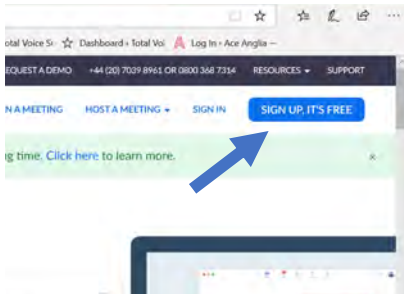 otal Voice Si Dashboard ‹ Total Voi Log In ‹ Ace Anglia —
EQUEST A DEMO +44 (20) 7039 8961 OR 0800 368 7314 RESOURCES SUPPORT
N A MEETING HOST A MEETING SIGN IN SIGN UP, IT'S FREE
g time. Click here to learn more. ×